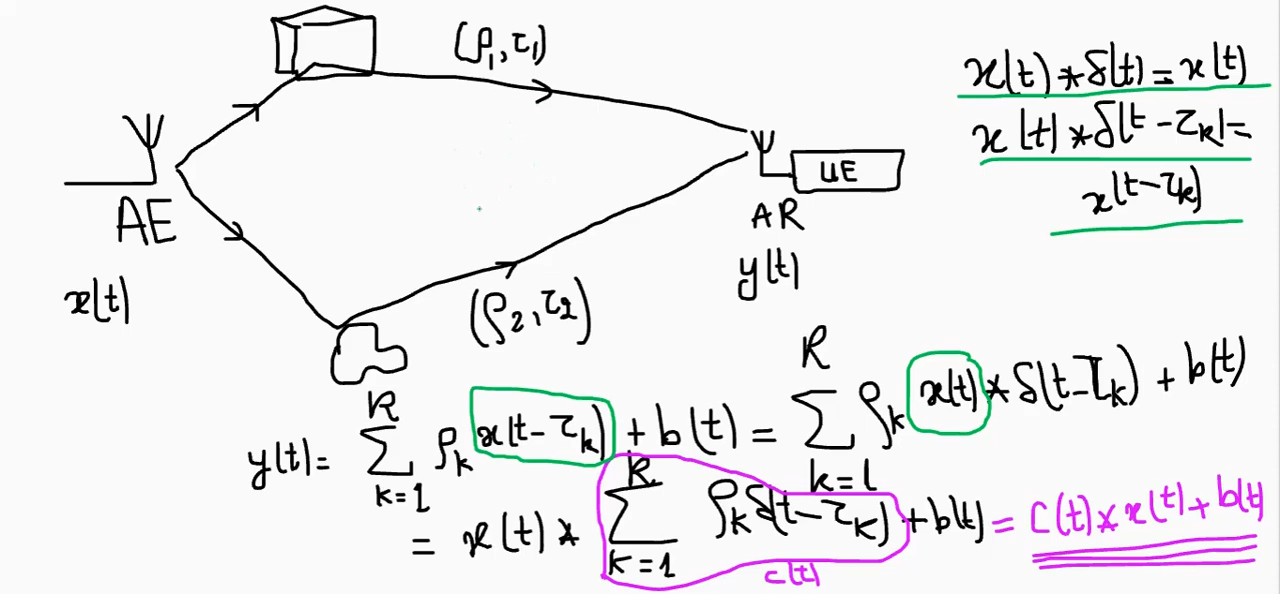 (ρ₁, τ₁)
x(t) * δ(t) = x(t)
x(t) * δ(t - τₖ) =
x(t - τₖ)
UE
AE
AR
x(t)
y(t)
(ρ₂, τ₂)
y(t) = ∑_{k=1}^{K} ρₖ x(t - τₖ) + b(t) = ∑_{k=1}^{K} ρₖ x(t) * δ(t - τₖ) + b(t)
= x(t) * ∑_{k=1}^{K} ρₖ δ(t - τₖ) + b(t) = c(t) * x(t) + b(t)
c(t)